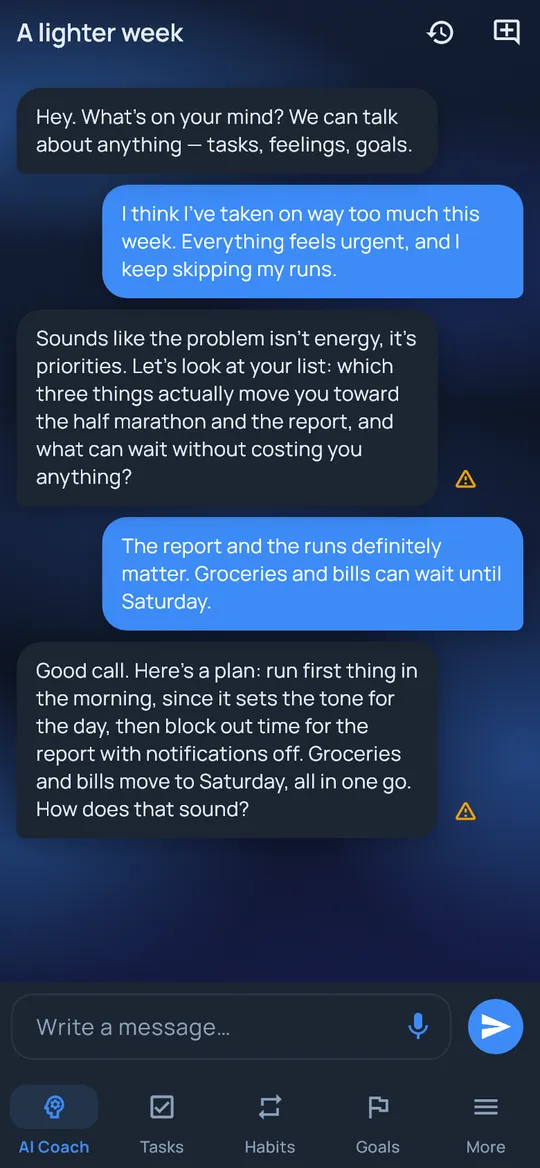 A lighter week
Hey. What's on your mind? We can talk
about anything — tasks, feelings, goals.
I think I've taken on way too much this
week. Everything feels urgent, and I
keep skipping my runs.
Sounds like the problem isn't energy, it's
priorities. Let's look at your list: which
three things actually move you toward
the half marathon and the report, and
what can wait without costing you
anything?
The report and the runs definitely
matter. Groceries and bills can wait until
Saturday.
Good call. Here's a plan: run first thing in
the morning, since it sets the tone for
the day, then block out time for the
report with notifications off. Groceries
and bills move to Saturday, all in one go.
How does that sound?
Write a message…
AI Coach
Tasks
Habits
Goals
More